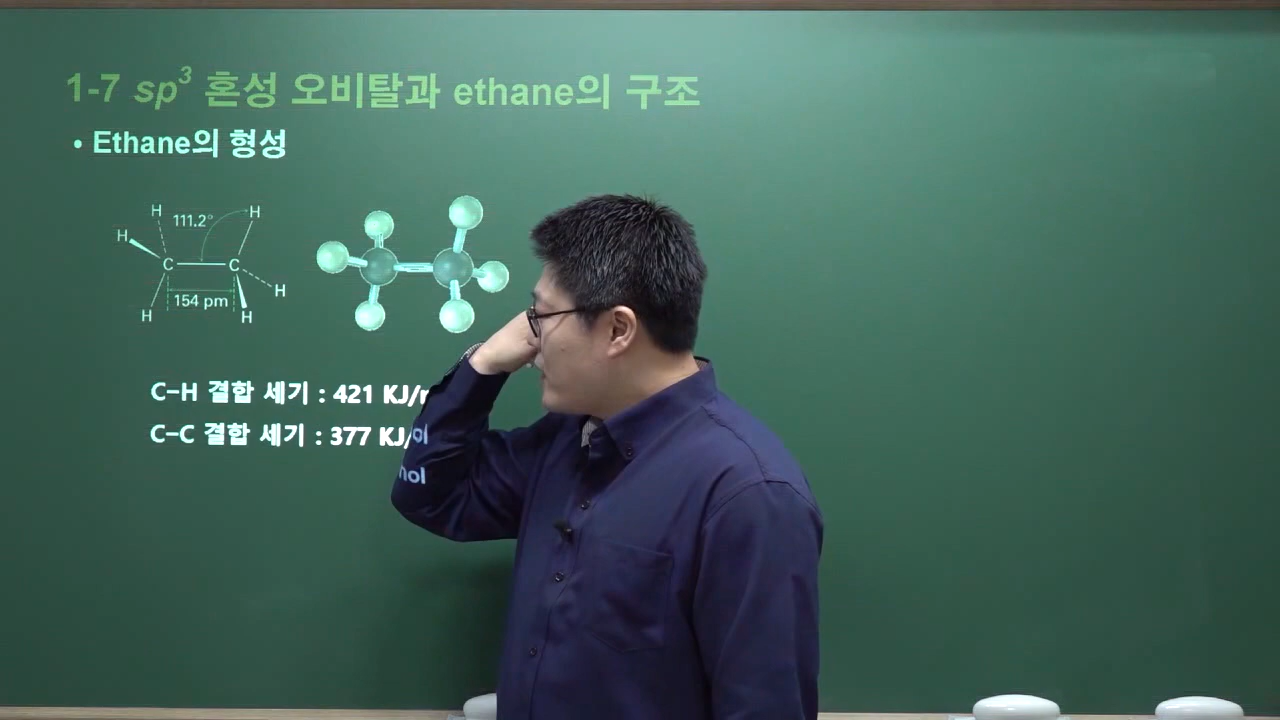 1-7 sp³ 혼성 오비탈과 ethane의 구조
• Ethane의 형성
H H
111.2°
H
C C
H
154 pm
H H
C-H 결합 세기 : 421 KJ/mol
C-C 결합 세기 : 377 KJ/mol